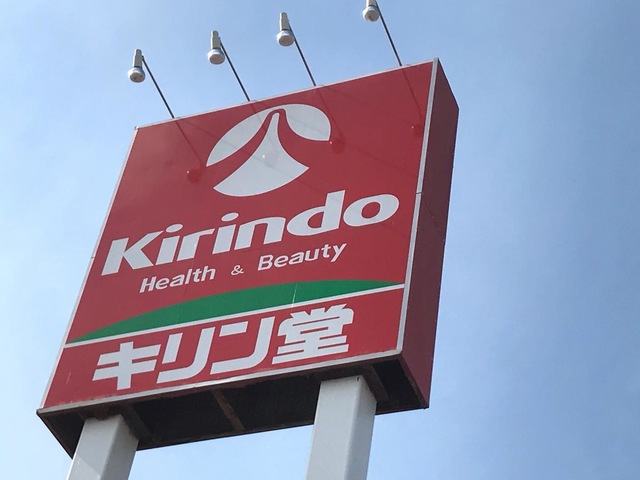 Kirindo
Health & Beauty
キリン堂